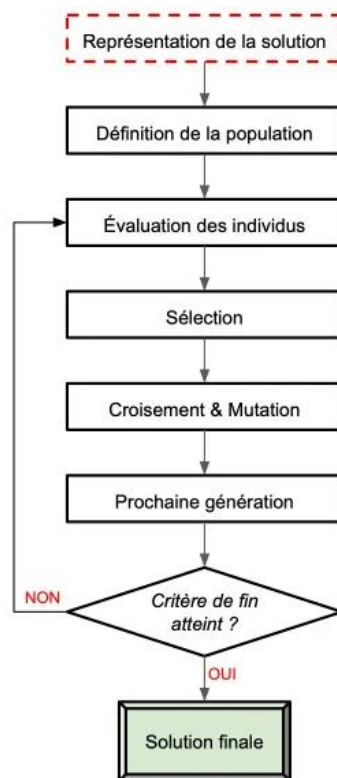 Représentation de la solution
Définition de la population
Évaluation des individus
Sélection
Croisement & Mutation
Prochaine génération
Critère de fin
atteint ?
NON
OUI
Solution finale